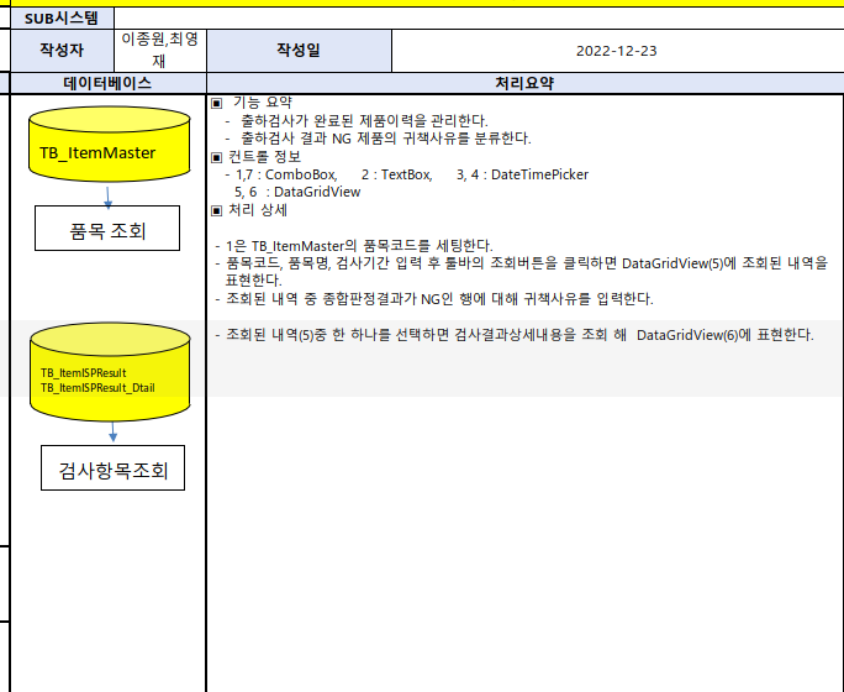 SUB시스템
작성자
이종원,최영
재
작성일
2022-12-23
데이터베이스
처리요약
TB_ItemMaster
품목 조회
TB_ItemISPResult
TB_ItemISPResult_Dtail
검사항목조회
▣ 기능 요약
- 출하검사가 완료된 제품이력을 관리한다.
- 출하검사 결과 NG 제품의 귀책사유를 분류한다.
▣ 컨트롤 정보
- 1,7 : ComboBox, 2 : TextBox, 3, 4 : DateTimePicker
5, 6 : DataGridView
▣ 처리 상세
- 1은 TB_ItemMaster의 품목코드를 세팅한다.
- 품목코드, 품목명, 검사기간 입력 후 툴바의 조회버튼을 클릭하면 DataGridView(5)에 조회된 내역을
표현한다.
- 조회된 내역 중 종합판정결과가 NG인 행에 대해 귀책사유를 입력한다.
- 조회된 내역(5)중 한 하나를 선택하면 검사결과상세내용을 조회 해 DataGridView(6)에 표현한다.